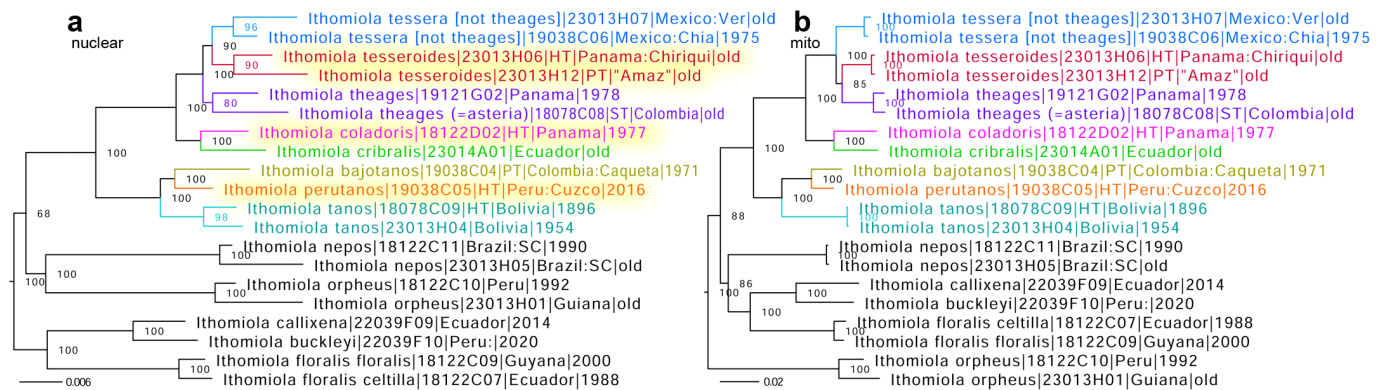 a
nuclear
Ithomiola tessera [not theages]|23013H07|Mexico:Ver|old
96
Ithomiola tessera [not theages]|19038C06|Mexico:Chia|1975
90
Ithomiola tesseroides|23013H06|HT|Panama:Chiriqui|old
90
100
Ithomiola tesseroides|23013H12|PT|"Amaz"|old
Ithomiola theages|19121G02|Panama|1978
80
100
Ithomiola theages (=asteria)|18078C08|ST|Colombia|old
Ithomiola coladoris|18122D02|HT|Panama|1977
100
Ithomiola cribralis|23014A01|Ecuador|old
100
Ithomiola bajotanos|19038C04|PT|Colombia:Caqueta|1971
100
Ithomiola perutanos|19038C05|HT|Peru:Cuzco|2016
100
Ithomiola tanos|18078C09|HT|Bolivia|1896
98
68
Ithomiola tanos|23013H04|Bolivia|1954
Ithomiola nepos|18122C11|Brazil:SC|1990
100
Ithomiola nepos|23013H05|Brazil:SC|old
100
100
Ithomiola orpheus|18122C10|Peru|1992
100
Ithomiola orpheus|23013H01|Guiana|old
Ithomiola callixena|22039F09|Ecuador|2014
100
Ithomiola buckleyi|22039F10|Peru:|2020
100
Ithomiola floralis floralis|18122C09|Guyana|2000
100
Ithomiola floralis celtilla|18122C07|Ecuador|1988
0.006
b
mito
Ithomiola tessera [not theages]|23013H07|Mexico:Ver|old
100
Ithomiola tessera [not theages]|19038C06|Mexico:Chia|1975
100
Ithomiola tesseroides|23013H06|HT|Panama:Chiriqui|old
100
Ithomiola tesseroides|23013H12|PT|"Amaz"|old
85
Ithomiola theages|19121G02|Panama|1978
100
100
Ithomiola theages (=asteria)|18078C08|ST|Colombia|old
Ithomiola coladoris|18122D02|HT|Panama|1977
100
Ithomiola cribralis|23014A01|Ecuador|old
100
Ithomiola bajotanos|19038C04|PT|Colombia:Caqueta|1971
100
Ithomiola perutanos|19038C05|HT|Peru:Cuzco|2016
100
Ithomiola tanos|18078C09|HT|Bolivia|1896
100
88
Ithomiola tanos|23013H04|Bolivia|1954
Ithomiola nepos|18122C11|Brazil:SC|1990
100
Ithomiola nepos|23013H05|Brazil:SC|old
86
100
Ithomiola callixena|22039F09|Ecuador|2014
100
Ithomiola buckleyi|22039F10|Peru:|2020
100
Ithomiola floralis celtilla|18122C07|Ecuador|1988
100
Ithomiola floralis floralis|18122C09|Guyana|2000
Ithomiola orpheus|18122C10|Peru|1992
100
Ithomiola orpheus|23013H01|Guiana|old
0.02